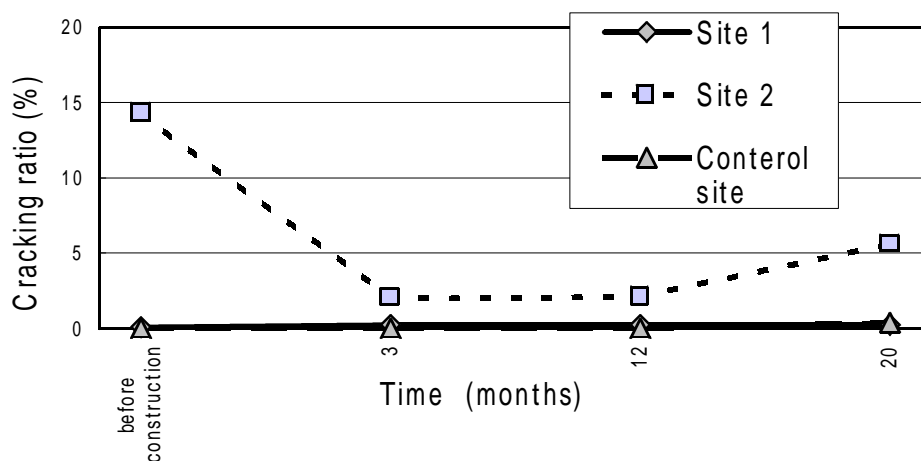 20
15
10
5
0
Cracking ratio (%)
Site 1
Site 2
Conterol
site
before
construction
3
12
20
Time (months)